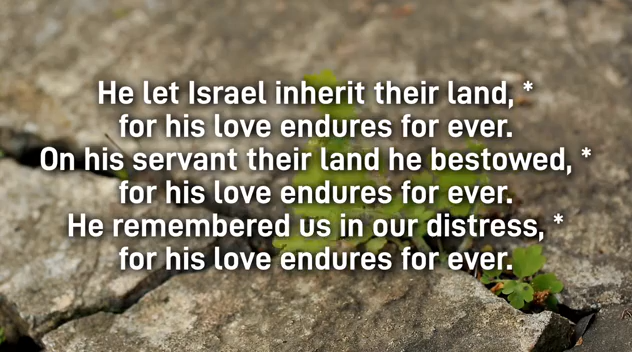 He let Israel inherit their land, *
for his love endures for ever.
On his servant their land he bestowed, *
for his love endures for ever.
He remembered us in our distress, *
for his love endures for ever.